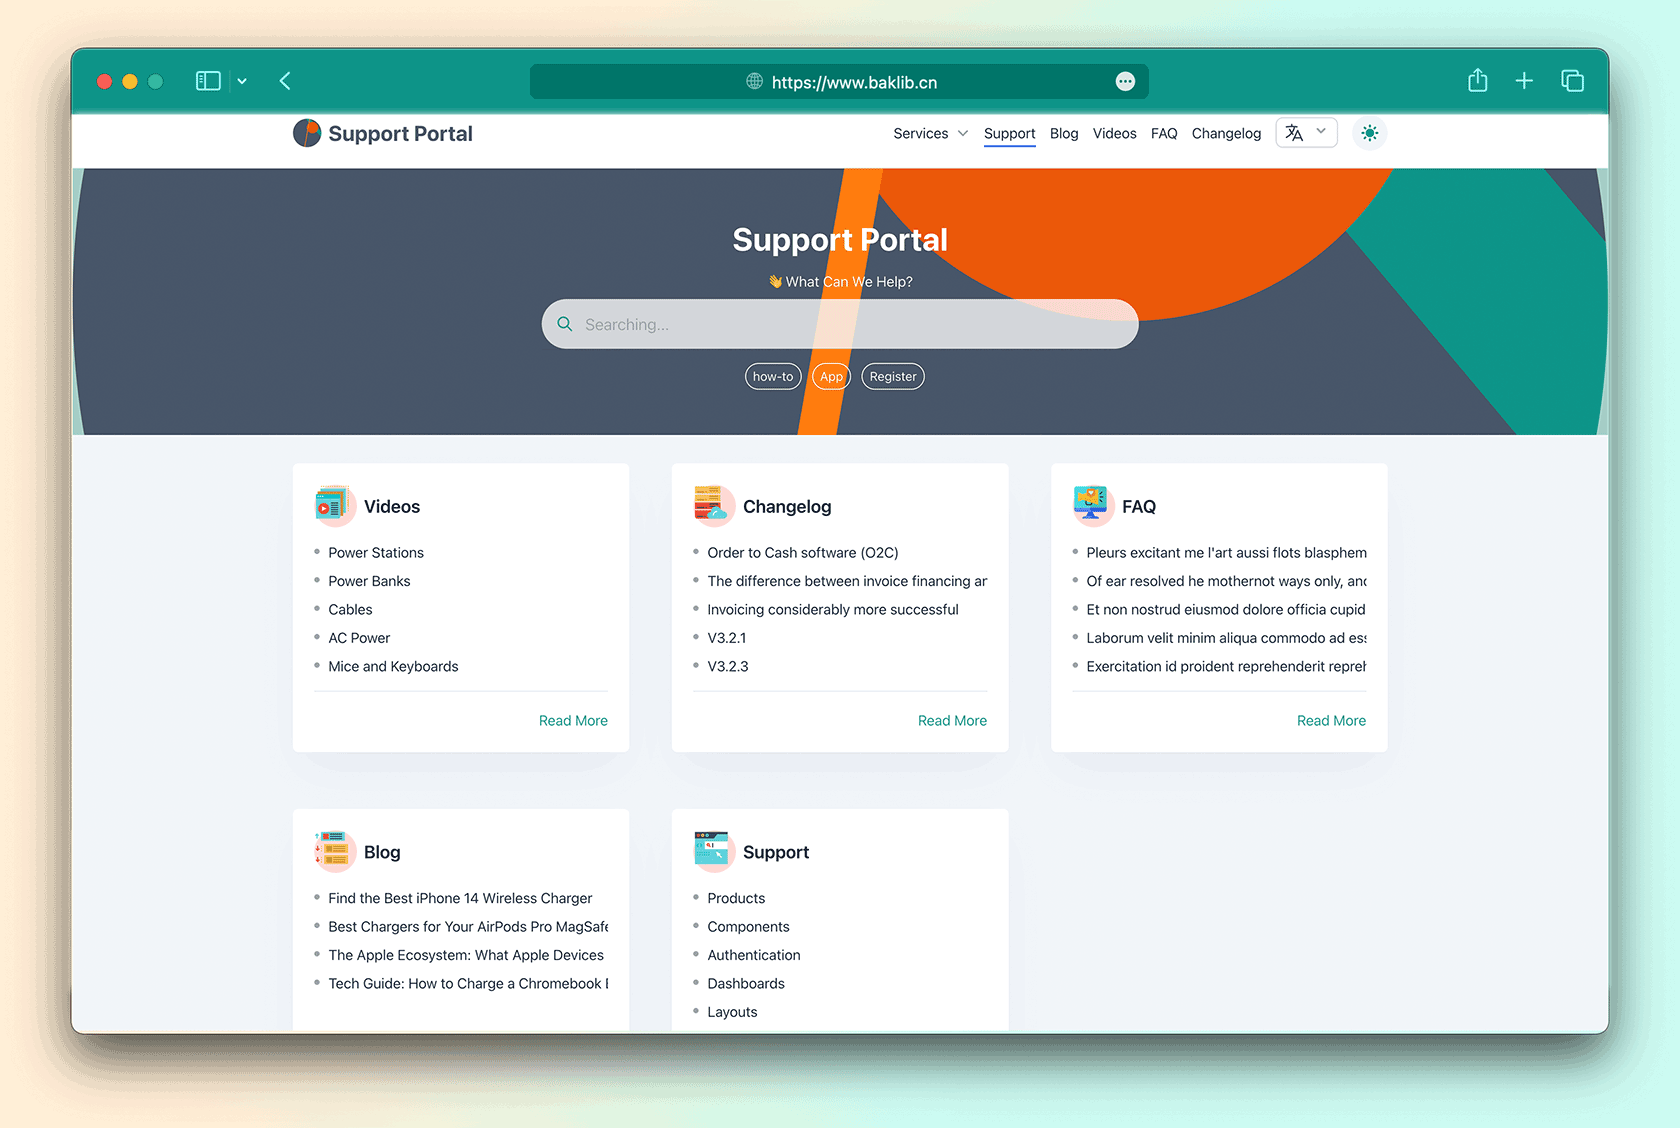 https://www.baklib.cn
Support Portal
Services Support Blog Videos FAQ Changelog
Support Portal
👋 What Can We Help?
Searching...
how-to App Register
Videos
Power Stations
Power Banks
Cables
AC Power
Mice and Keyboards
Read More
Changelog
Order to Cash software (O2C)
The difference between invoice financing ar
Invoicing considerably more successful
V3.2.1
V3.2.3
Read More
FAQ
Pleurs excitant me l'art aussi flots blasphem
Of ear resolved he mothernot ways only, and
Et non nostrud eiusmod dolore officia cupid
Laborum velit minim aliqua commodo ad ess
Exercitation id proident reprehenderit repreh
Read More
Blog
Find the Best iPhone 14 Wireless Charger
Best Chargers for Your AirPods Pro MagSafe
The Apple Ecosystem: What Apple Devices
Tech Guide: How to Charge a Chromebook
Support
Products
Components
Authentication
Dashboards
Layouts